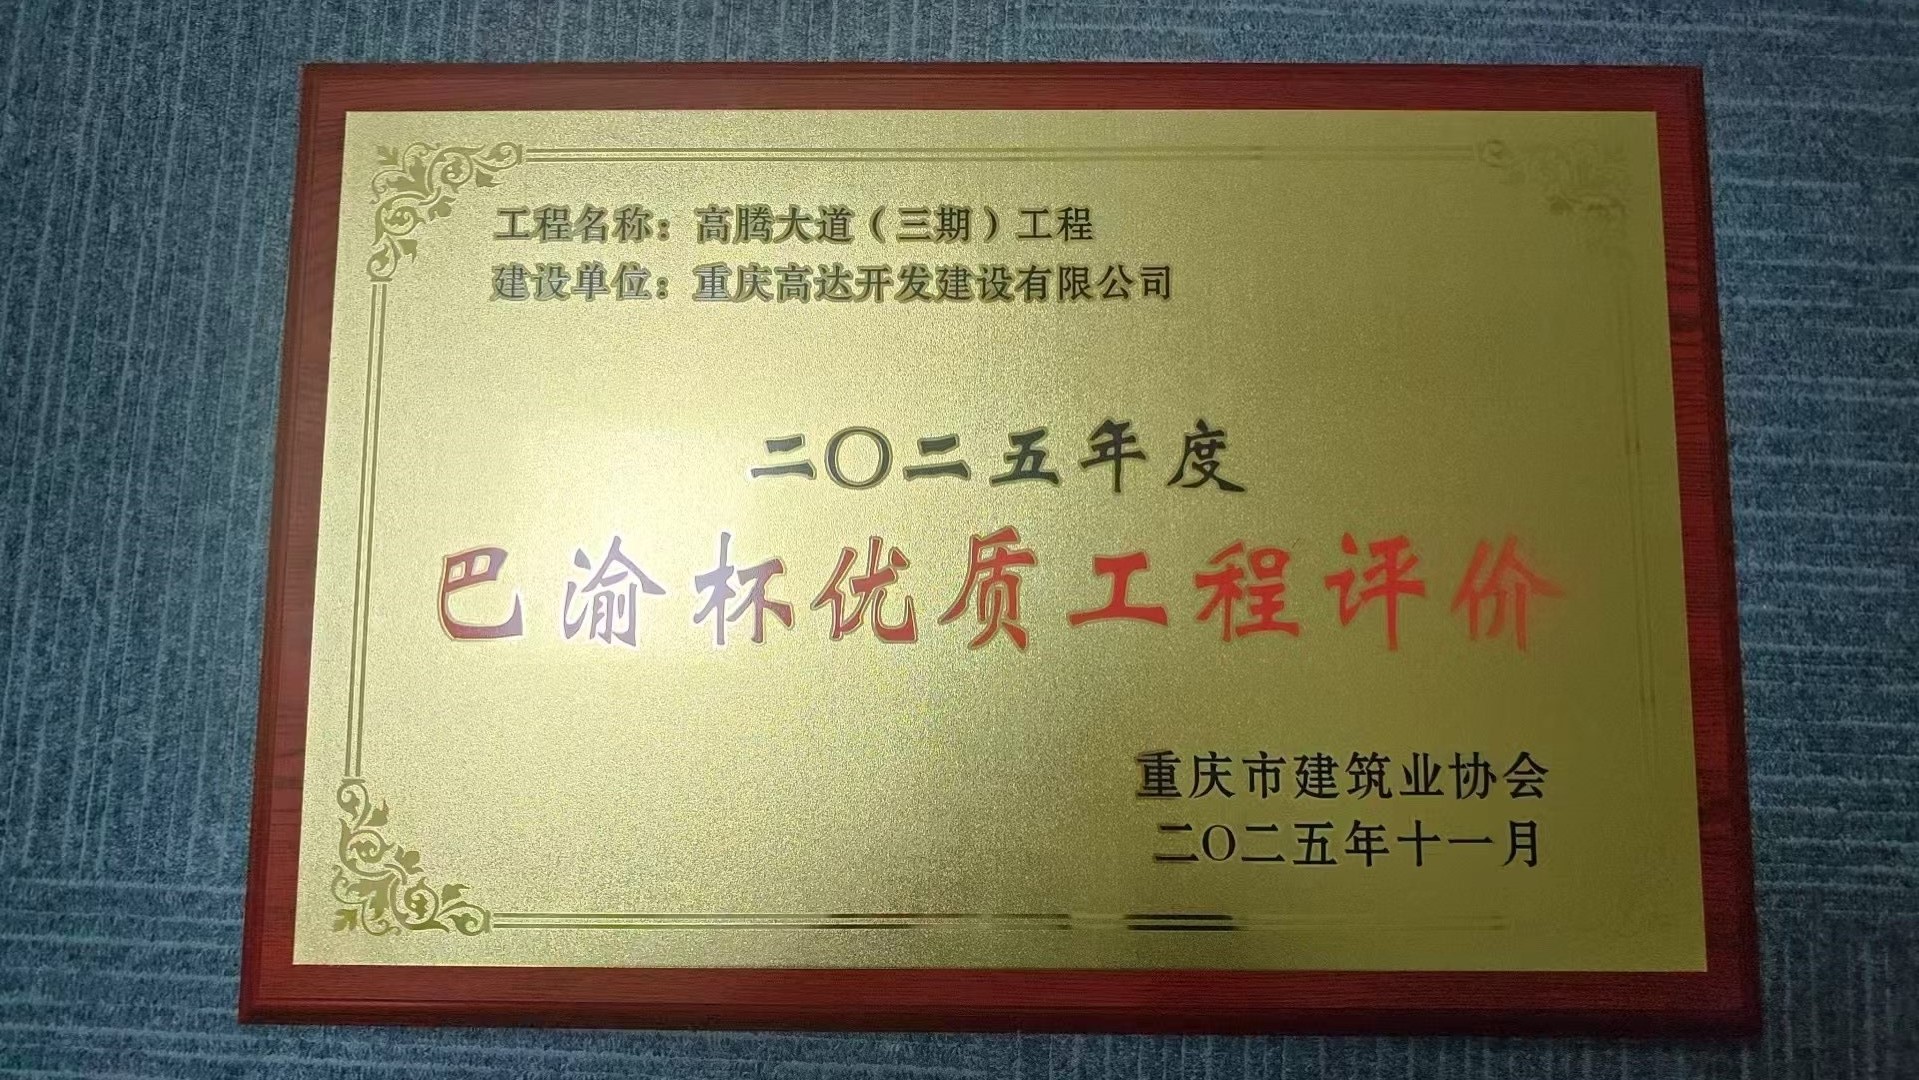 工程名称：高腾大道（三期）工程
建设单位：重庆高达开发建设有限公司
二〇二五年度
巴渝杯优质工程评价
重庆市建筑业协会
二〇二五年十一月